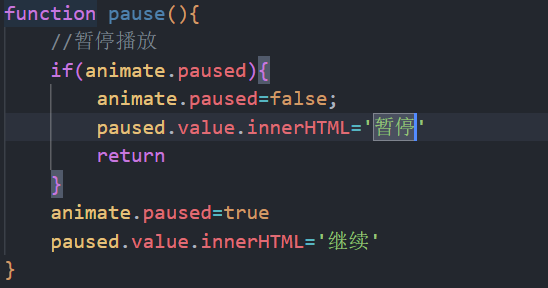 function pause(){
//暂停播放
if(animate.paused){
animate.paused=false;
paused.value.innerHTML='暂停'
return
}
animate.paused=true
paused.value.innerHTML='继续'
}